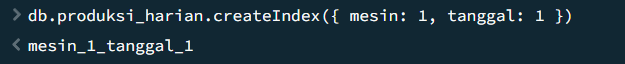 > db.produksi_harian.createIndex({ mesin: 1, tanggal: 1 })
< mesin_1_tanggal_1